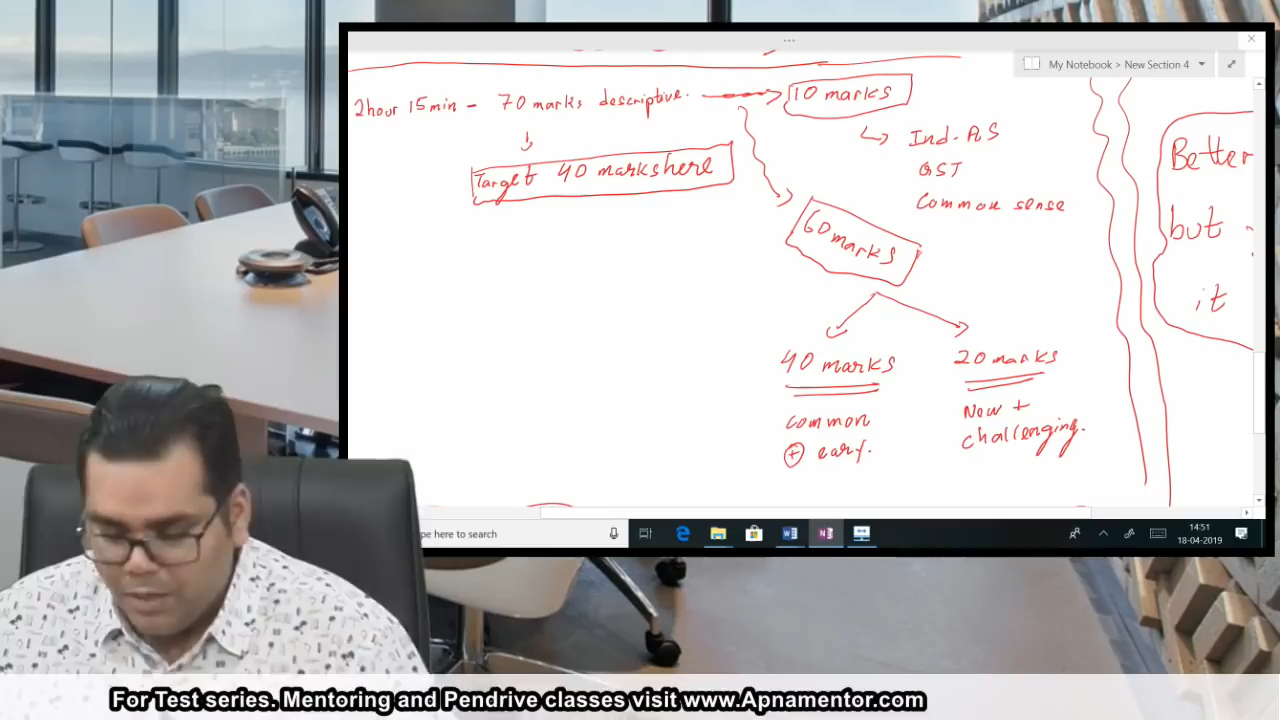 My Notebook > New Section 4
2hour 15min - 70 marks descriptive.
10 marks
Target 40 marks here
Ind-AS
GST
Common sense
60 marks
40 marks
common
+ easy.
20 marks
New +
challenging.
Better
but
it
pe here to search
14:51
18-04-2019
For Test series. Mentoring and Pendrive classes visit www.Apnamentor.com